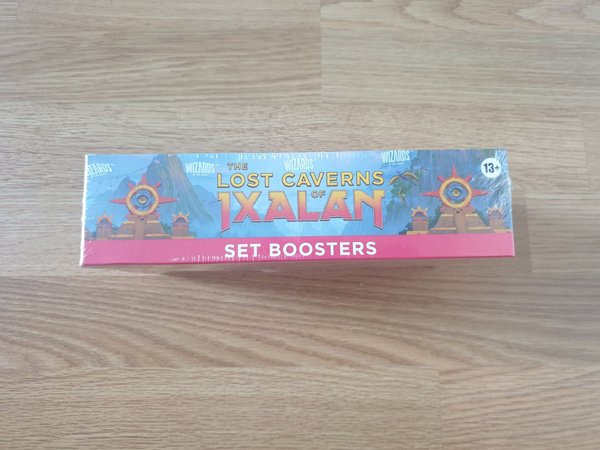 WIZARDS
WIZARDS
WIZARDS
THE
LOST CAVERNS
OF
IXALAN
13+
SET BOOSTERS